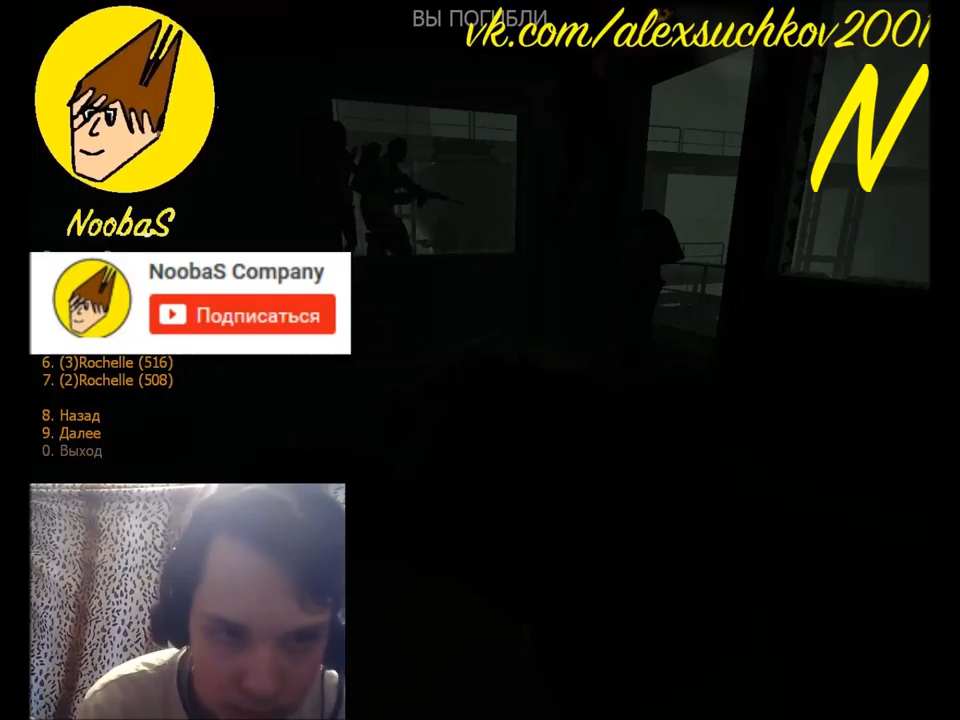 ВЫ ПОГИБЛИ
vk.com/alexsuchkov2001
N
NoobaS
NoobaS Company
Подписаться
6. (3)Rochelle (516)
7. (2)Rochelle (508)
8. Назад
9. Далее
0. Выход